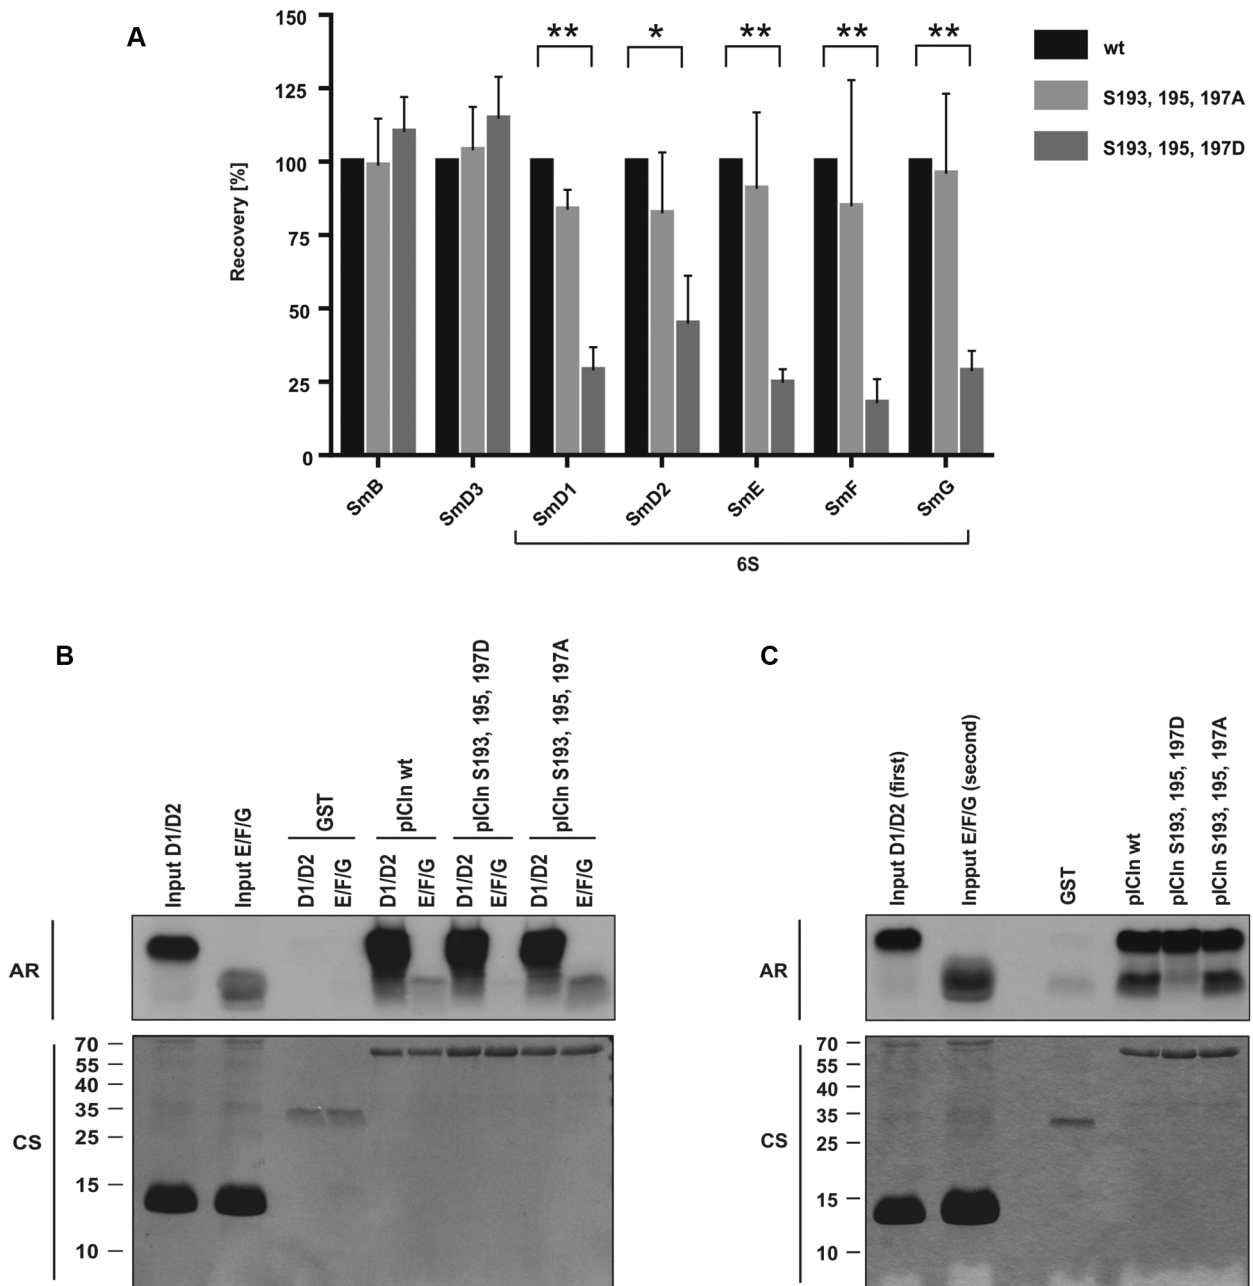 A
150
125
100
75
50
25
0
Recovery [%]
** * ** ** **
wt
S193, 195, 197A
S193, 195, 197D
SmB SmD3 SmD1 SmD2 SmE SmF SmG
6S
B
Input D1/D2
Input E/F/G
GST
pICln wt
pICln S193, 195, 197D
pICln S193, 195, 197A
D1/D2 E/F/G D1/D2 E/F/G D1/D2 E/F/G D1/D2 E/F/G
AR
CS
70
55
40
35
25
15
10
C
Input D1/D2 (first)
Inpput E/F/G (second)
GST
pICln wt
pICln S193, 195, 197D
pICln S193, 195, 197A
AR
CS
70
55
40
35
25
15
10